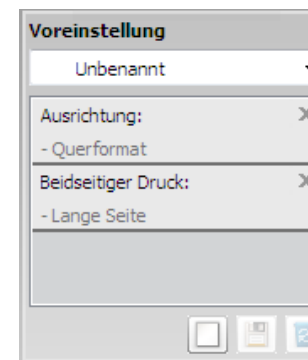 Voreinstellung
Unbenannt
Ausrichtung:
- Querformat
Beidseitiger Druck:
- Lange Seite